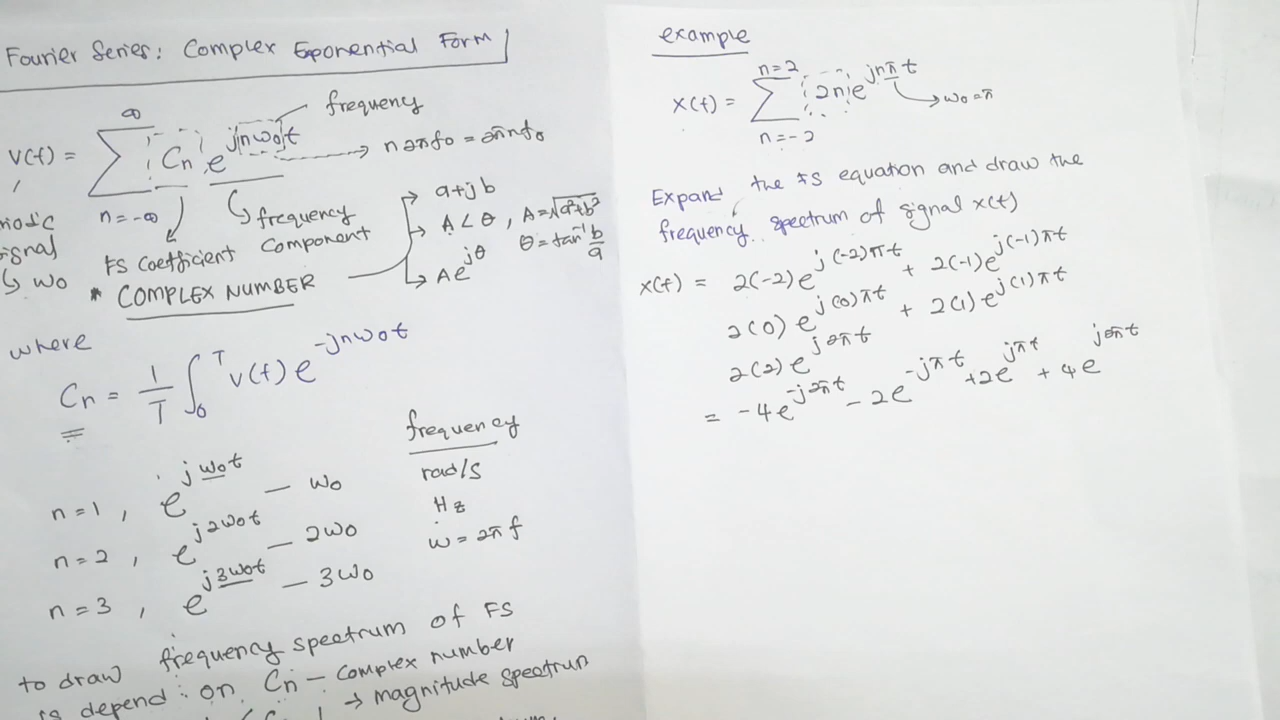 Fourier Series: Complex Exponential Form
frequency
V(t) = ∞ ∑ n=-∞ Cn e^jnω0t → n2πf0 = 2πnf0
frequency
Component
FS Coefficient
signal
ω0
* COMPLEX NUMBER
a+jb
A<θ, A=√a²+b²
θ=tan⁻¹ b/a
Ae^jθ
where
Cn = 1/T ∫0^T v(t) e^-jnω0t
n=1, e^jω0t — ω0
n=2, e^j2ω0t — 2ω0
n=3, e^j3ω0t — 3ω0
frequency
rad/s
Hz
ω = 2πf
to draw frequency spectrum of FS
is depend on Cn - complex number
→ magnitude spectrum
example
x(t) = n=2 ∑ n=-2 2n e^jnπt → ω0=π
Expand the FS equation and draw the
frequency spectrum of signal x(t)
x(t) = 2(-2)e^j(-2)πt + 2(-1)e^j(-1)πt
2(0)e^j(0)πt + 2(1)e^j(1)πt
2(2)e^j2πt
= -4e^-j2πt - 2e^-jπt +2e^jπt + 4e^j2πt